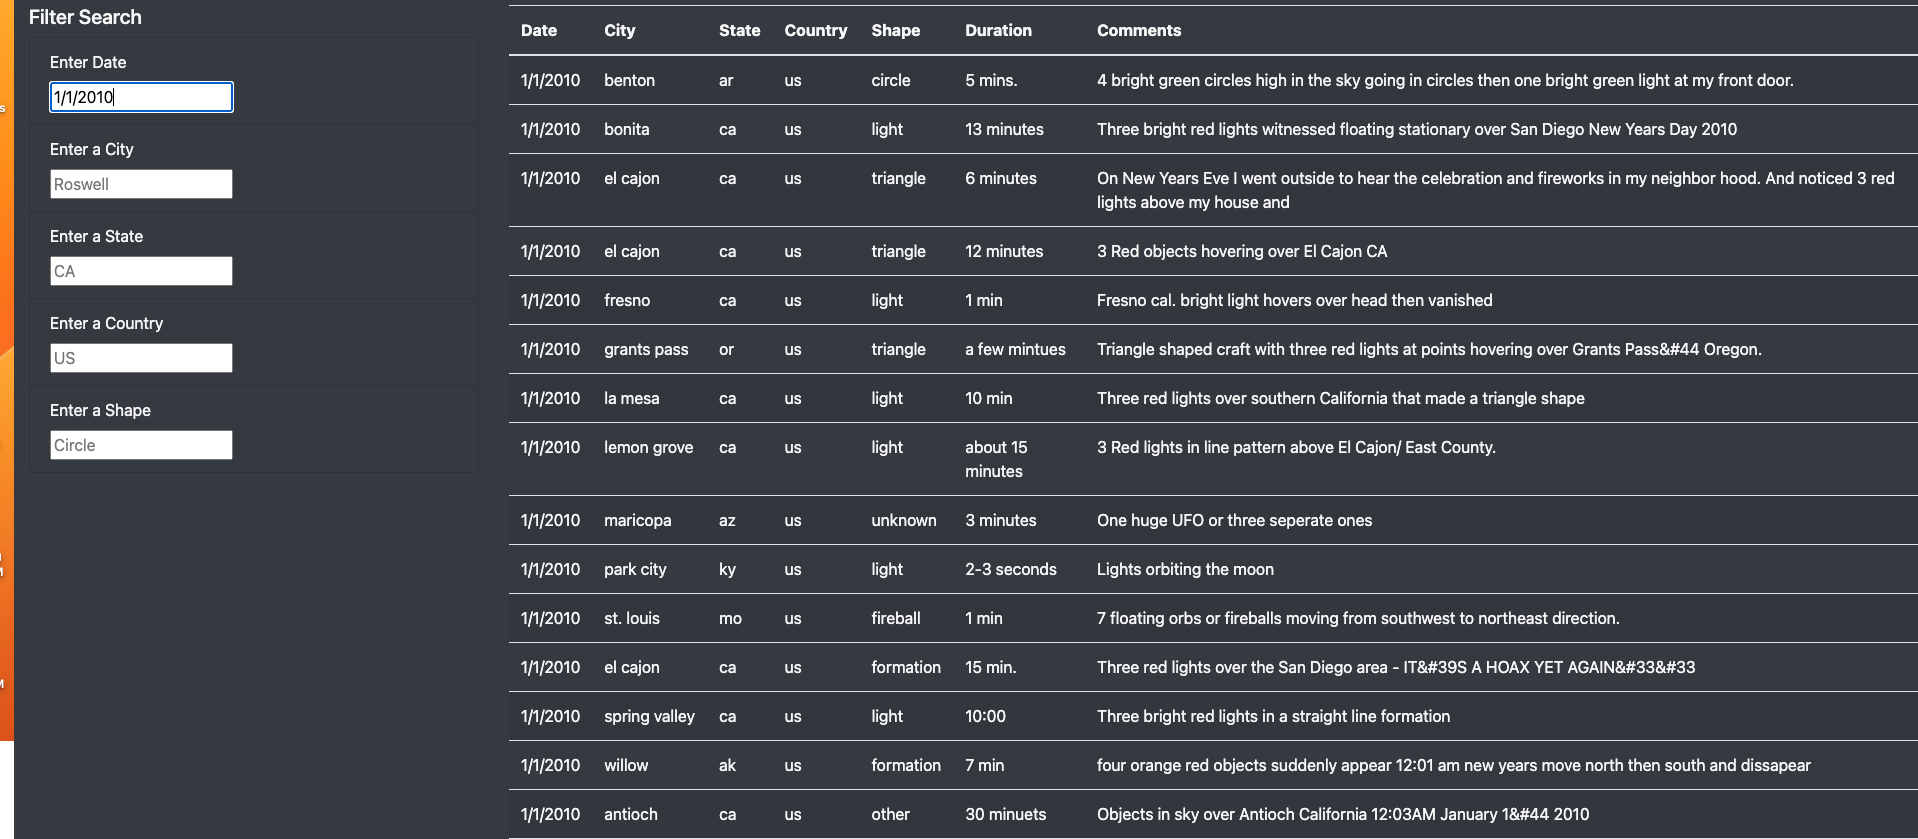 Filter Search
Enter Date
1/1/2010
Enter a City
Roswell
Enter a State
CA
Enter a Country
US
Enter a Shape
Circle
Date City State Country Shape Duration Comments
1/1/2010 benton ar us circle 5 mins. 4 bright green circles high in the sky going in circles then one bright green light at my front door.
1/1/2010 bonita ca us light 13 minutes Three bright red lights witnessed floating stationary over San Diego New Years Day 2010
1/1/2010 el cajon ca us triangle 6 minutes On New Years Eve I went outside to hear the celebration and fireworks in my neighbor hood. And noticed 3 red
lights above my house and
1/1/2010 el cajon ca us triangle 12 minutes 3 Red objects hovering over El Cajon CA
1/1/2010 fresno ca us light 1 min Fresno cal. bright light hovers over head then vanished
1/1/2010 grants pass or us triangle a few mintues Triangle shaped craft with three red lights at points hovering over Grants Pass&#44 Oregon.
1/1/2010 la mesa ca us light 10 min Three red lights over southern California that made a triangle shape
1/1/2010 lemon grove ca us light about 15 3 Red lights in line pattern above El Cajon/ East County.
minutes
1/1/2010 maricopa az us unknown 3 minutes One huge UFO or three seperate ones
1/1/2010 park city ky us light 2-3 seconds Lights orbiting the moon
1/1/2010 st. louis mo us fireball 1 min 7 floating orbs or fireballs moving from southwest to northeast direction.
1/1/2010 el cajon ca us formation 15 min. Three red lights over the San Diego area - IT&#39S A HOAX YET AGAIN&#33&#33
1/1/2010 spring valley ca us light 10:00 Three bright red lights in a straight line formation
1/1/2010 willow ak us formation 7 min four orange red objects suddenly appear 12:01 am new years move north then south and dissapear
1/1/2010 antioch ca us other 30 minuets Objects in sky over Antioch California 12:03AM January 1&#44 2010